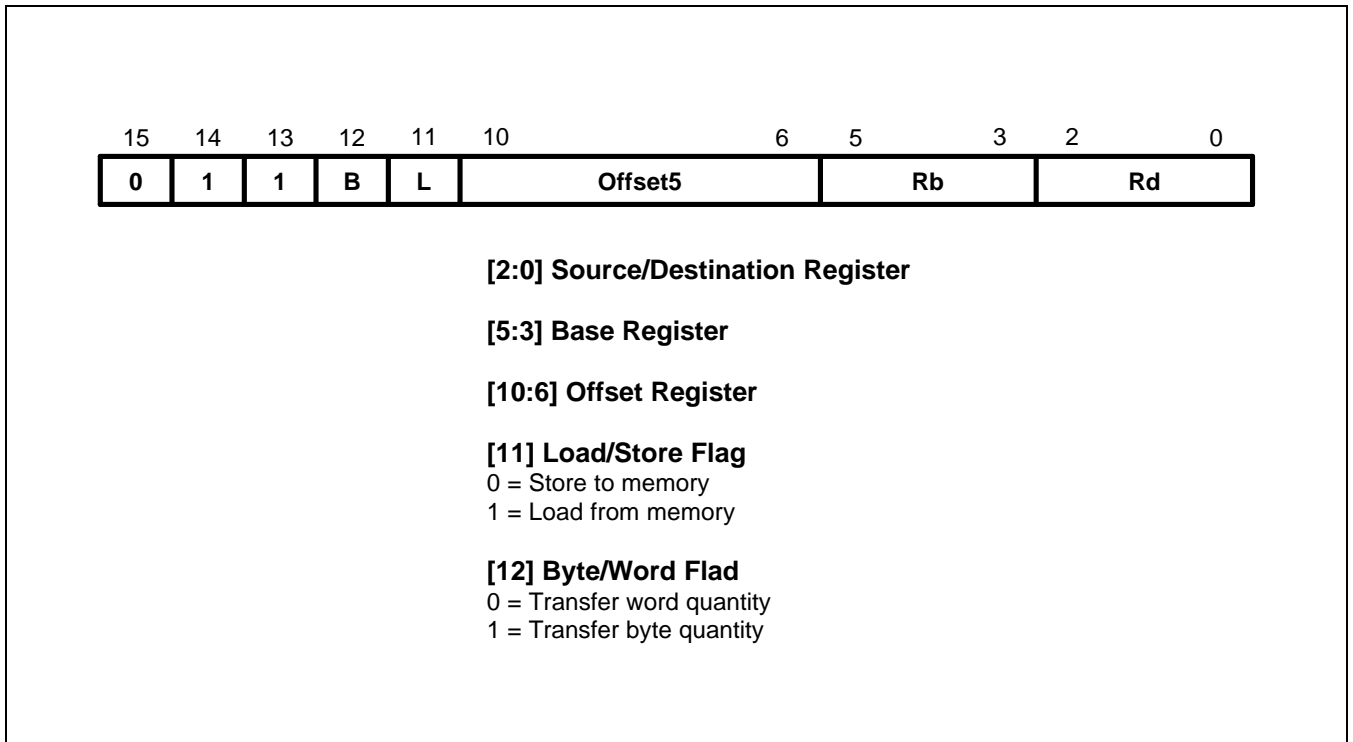 15 14 13 12 11 10 6 5 3 2 0
0 1 1 B L Offset5 Rb Rd
[2:0] Source/Destination Register
[5:3] Base Register
[10:6] Offset Register
[11] Load/Store Flag
0 = Store to memory
1 = Load from memory
[12] Byte/Word Flad
0 = Transfer word quantity
1 = Transfer byte quantity